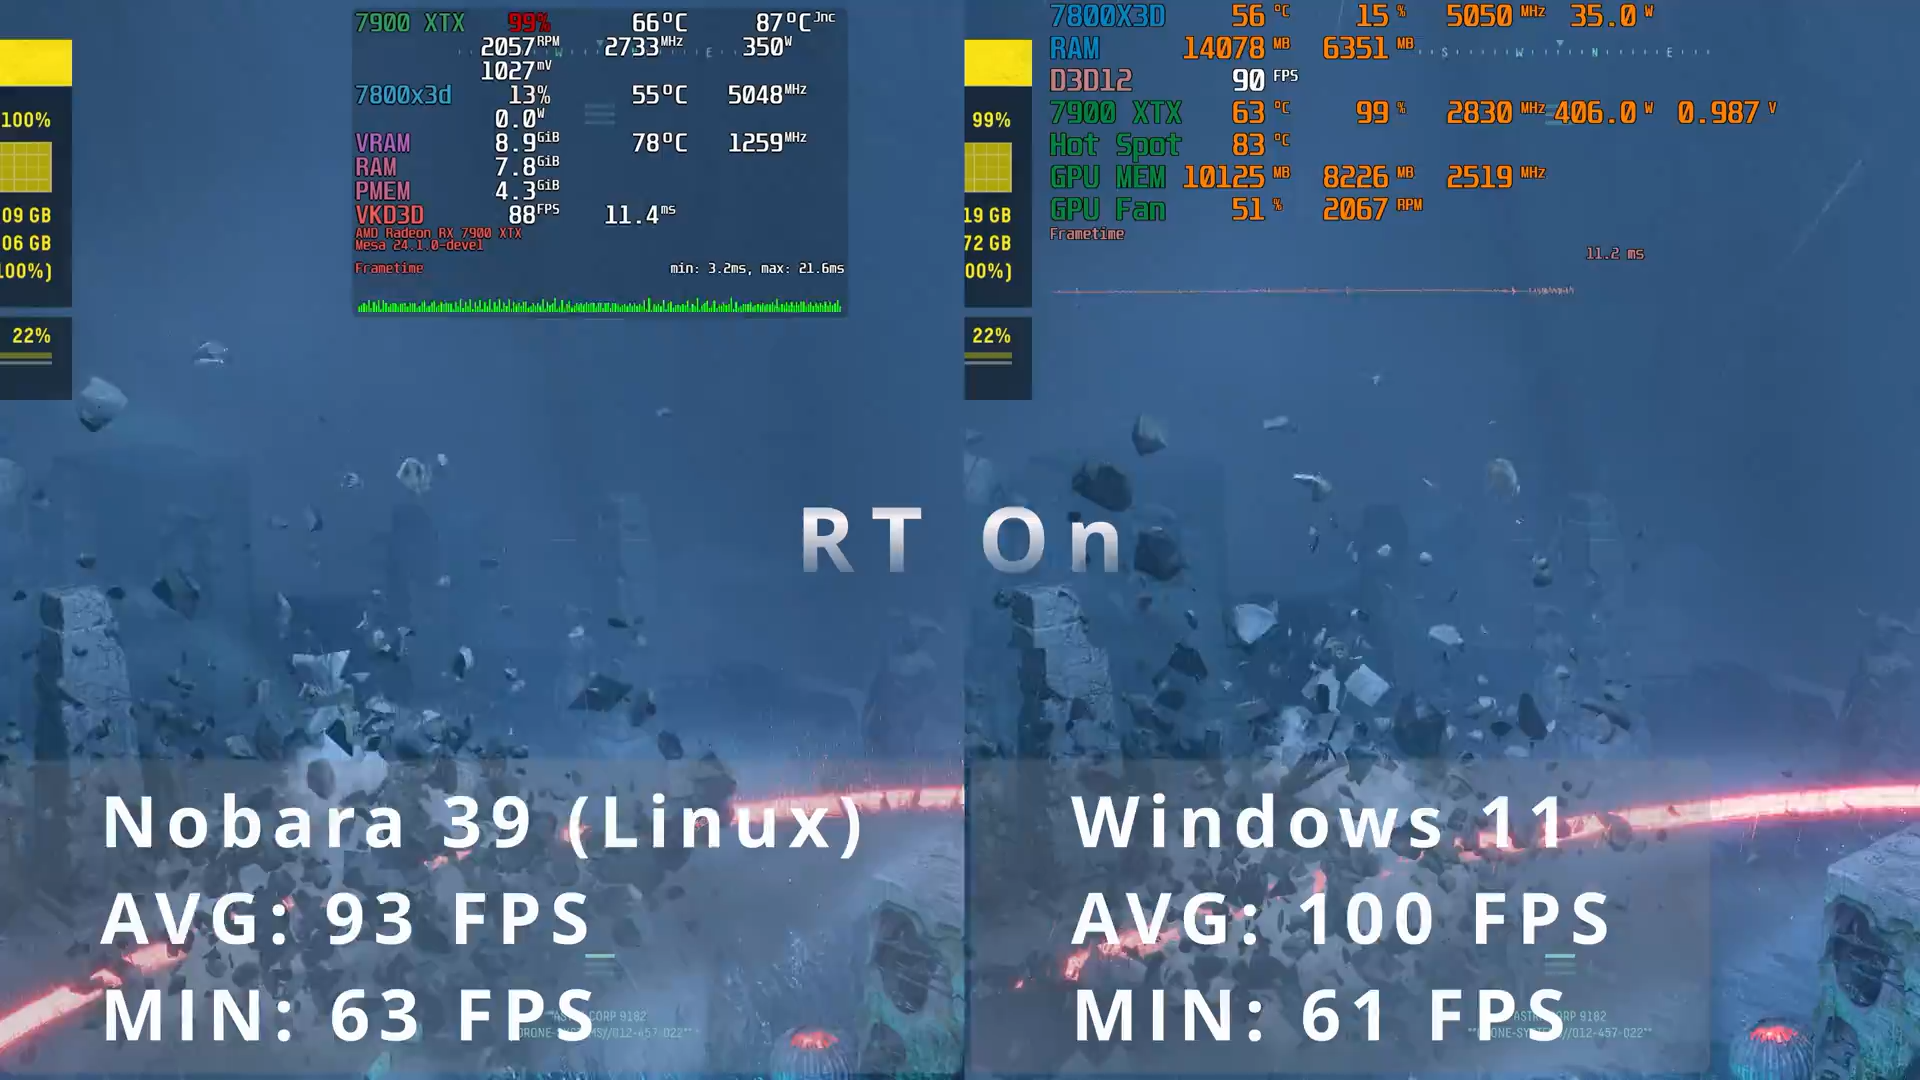 7900 XTX 99% 66°C 87°C Jnc
2057 RPM 2733 MHz 350 W
1027 mV
7800x3d 13% 55°C 5048 MHz
0.0 W
VRAM 8.9 GiB 78°C 1259 MHz
RAM 7.8 GiB
PMEM 4.3 GiB
VKD3D 88 FPS 11.4 ms
AMD Radeon RX 7900 XTX
Mesa 24.1.0-devel
Frametime min: 3.2ms, max: 21.6ms
W E
100%
09 GB
06 GB
100%)
22%
7800X3D 56 °C 15 % 5050 MHz 35.0 W
RAM 14078 MB 6351 MB
S W N E
D3D12 90 FPS
7900 XTX 63 °C 99 % 2830 MHz 406.0 W 0.987 V
Hot Spot 83 °C
GPU MEM 10125 MB 8226 MB 2519 MHz
GPU Fan 51 % 2067 RPM
Frametime
11.2 ms
99%
19 GB
72 GB
00%)
22%
RT On
Nobara 39 (Linux)
AVG: 93 FPS
MIN: 63 FPS
CORP 9182
Windows 11
AVG: 100 FPS
MIN: 61 FPS
CORP 9182